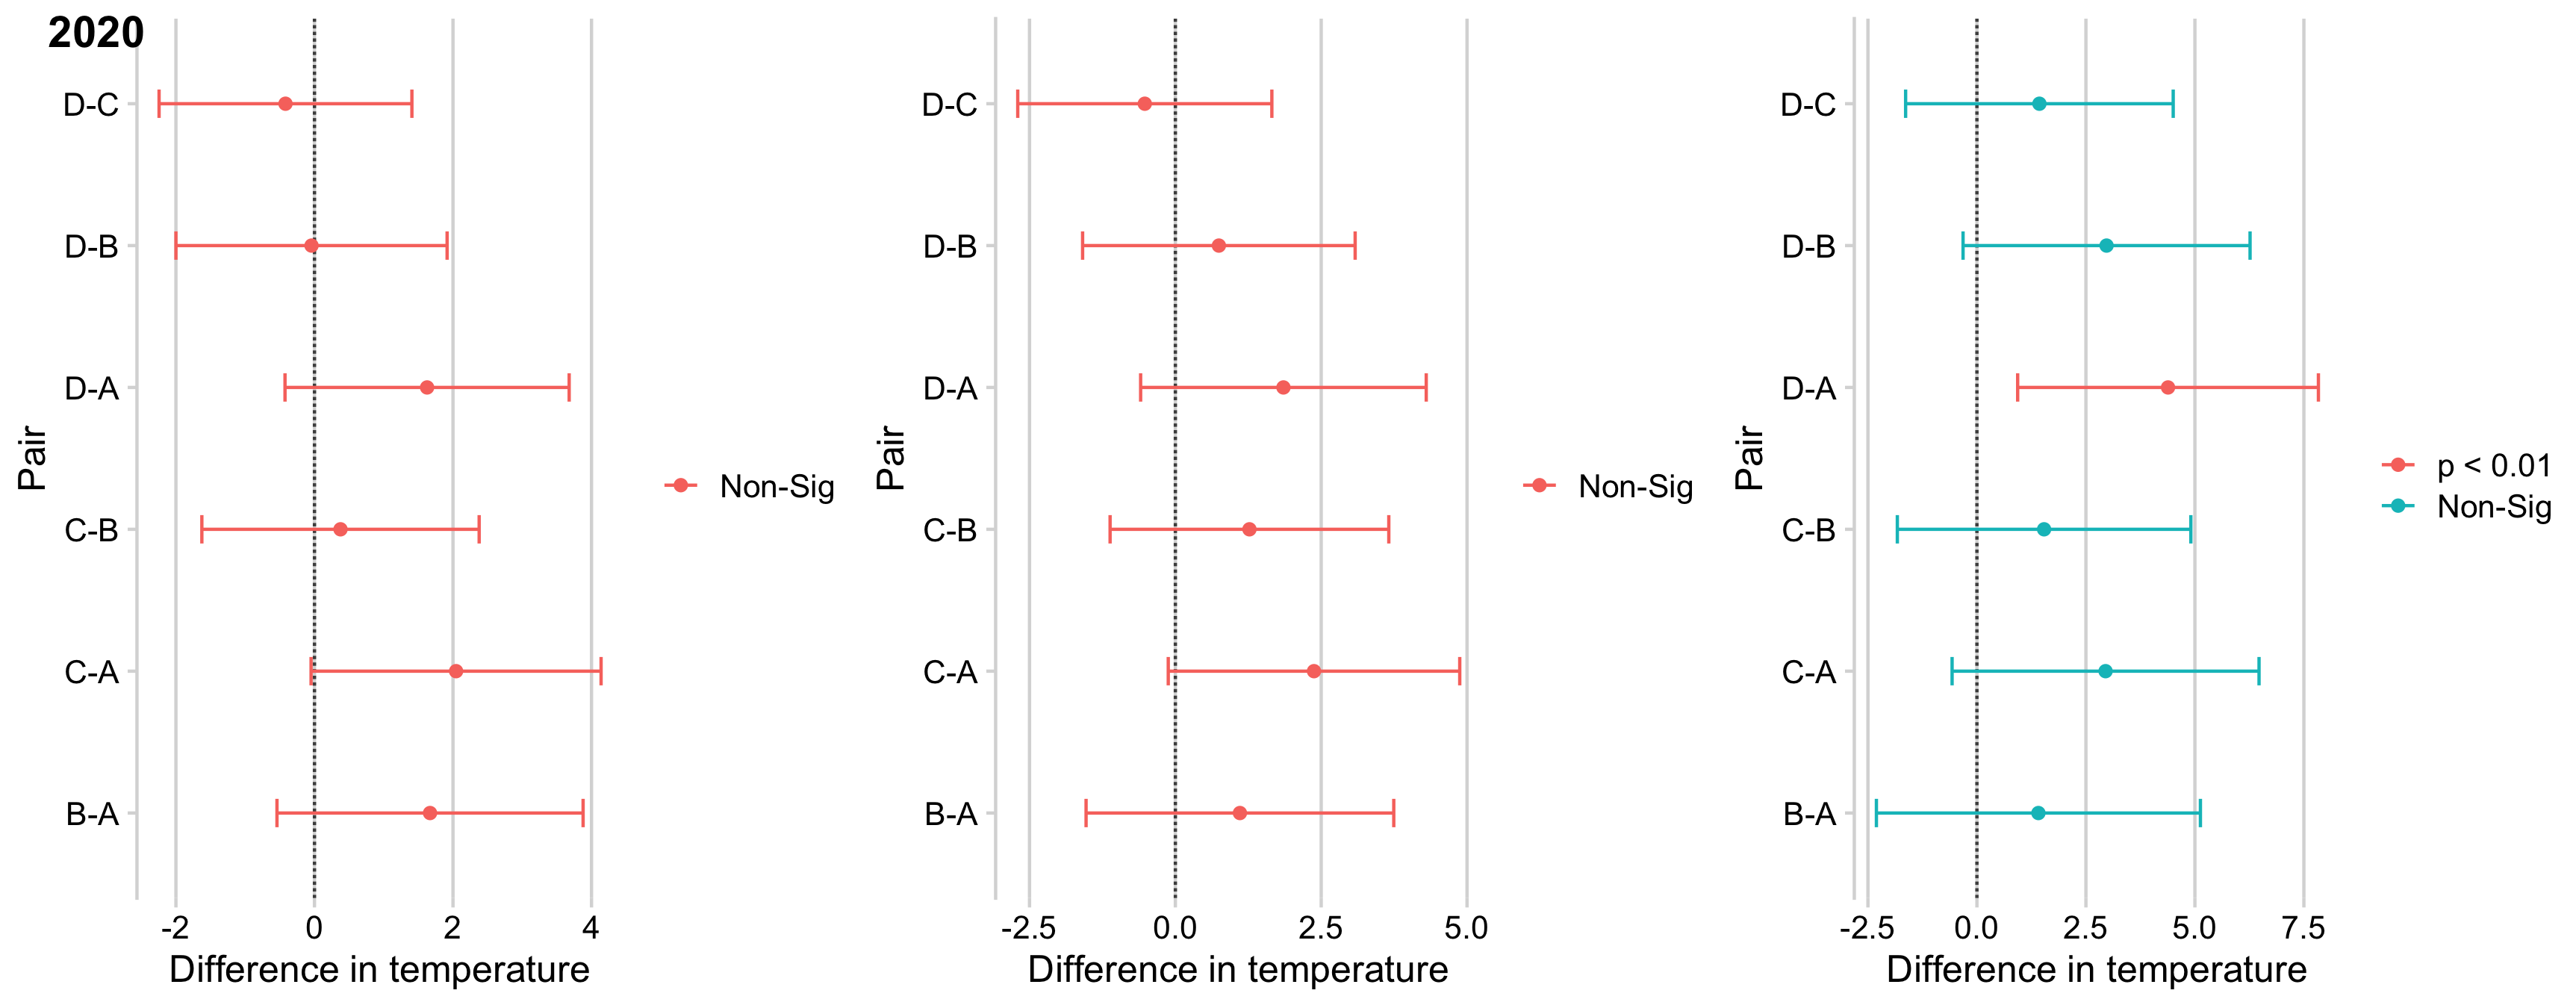 2020
D-C
D-B
D-A
C-B
C-A
B-A
Pair
-2 0 2 4
Difference in temperature
Non-Sig
D-C
D-B
D-A
C-B
C-A
B-A
Pair
-2.5 0.0 2.5 5.0
Difference in temperature
Non-Sig
D-C
D-B
D-A
C-B
C-A
B-A
Pair
-2.5 0.0 2.5 5.0 7.5
Difference in temperature
p < 0.01
Non-Sig